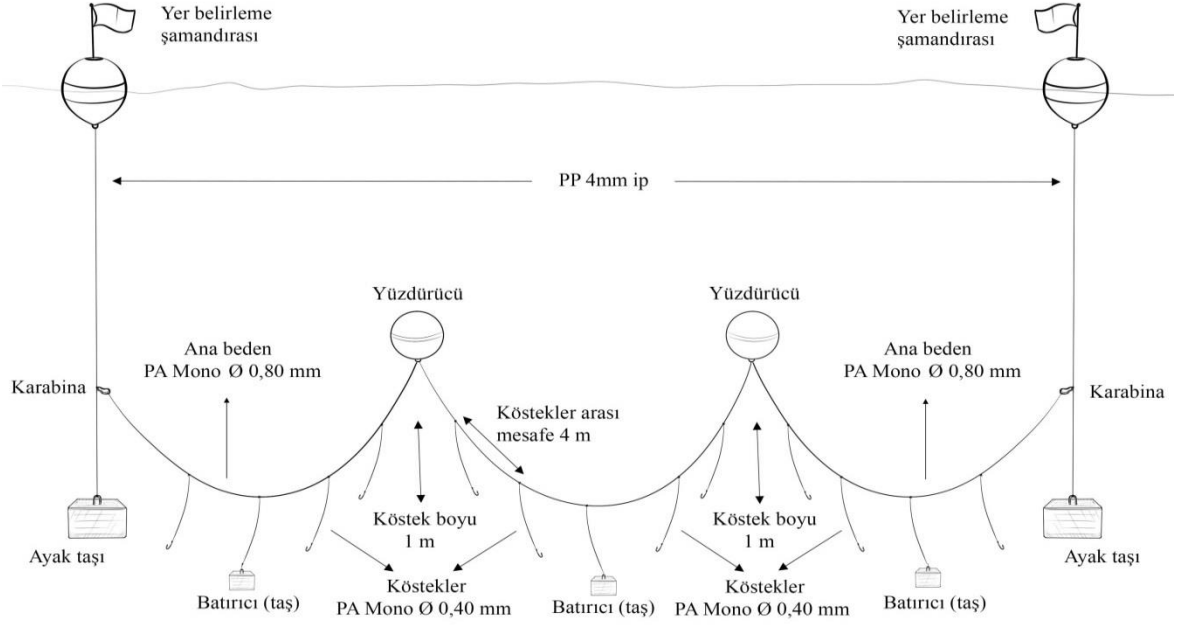 Yer belirleme
şamandırası
Yer belirleme
şamandırası
PP 4mm ip
Yüzdürücü
Yüzdürücü
Ana beden
PA Mono Ø 0,80 mm
Ana beden
PA Mono Ø 0,80 mm
Karabina
Karabina
Köstekler arası
mesafe 4 m
Köstek boyu
1 m
Köstek boyu
1 m
Ayak taşı
Ayak taşı
Köstekler
PA Mono Ø 0,40 mm
Köstekler
PA Mono Ø 0,40 mm
Batırıcı (taş)
Batırıcı (taş)
Batırıcı (taş)